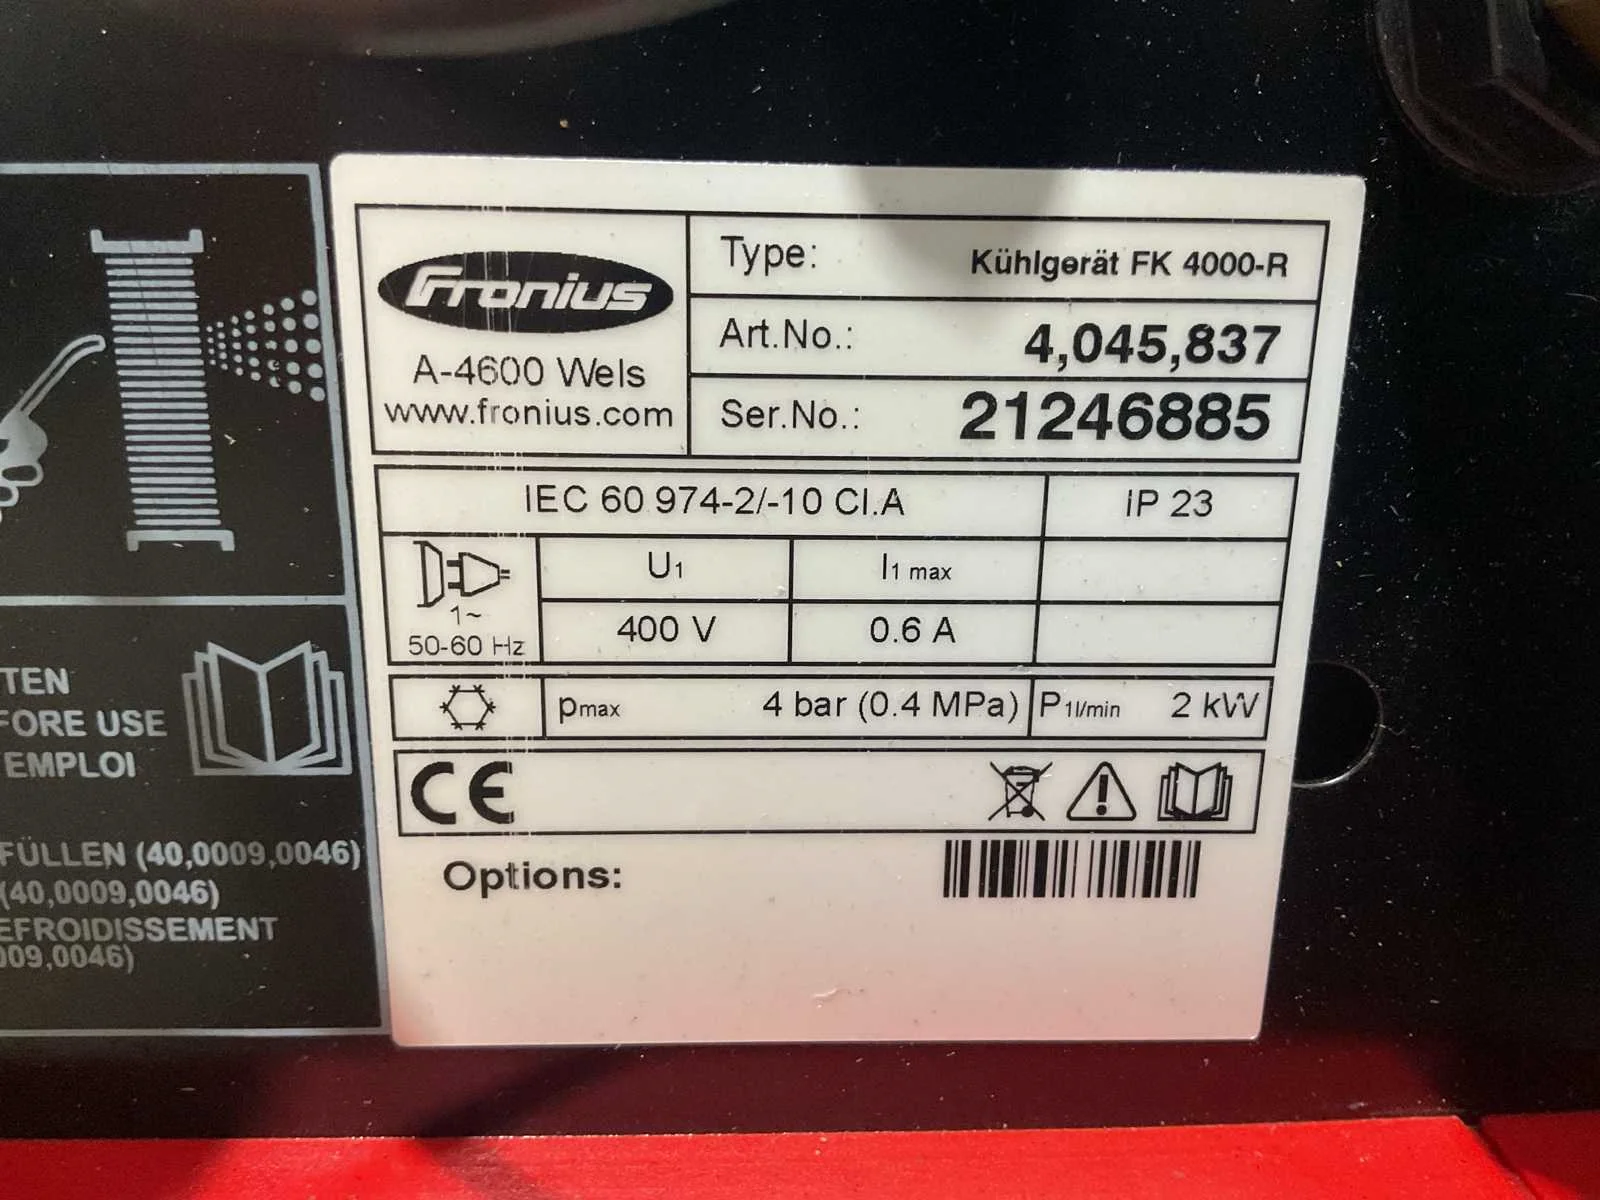 Fronius
A-4600 Wels
www.fronius.com
Type: Kühlgerät FK 4000-R
Art.No.: 4,045,837
Ser.No.: 21246885
IEC 60 974-2/-10 Cl.A IP 23
1~
50-60 Hz
U1 I1 max
400 V 0.6 A
pmax 4 bar (0.4 MPa) P1l/min 2 kW
CE
Options:
TEN
FORE USE
EMPLOI
FÜLLEN (40,0009,0046)
(40,0009,0046)
EFROIDISSEMENT
009,0046)